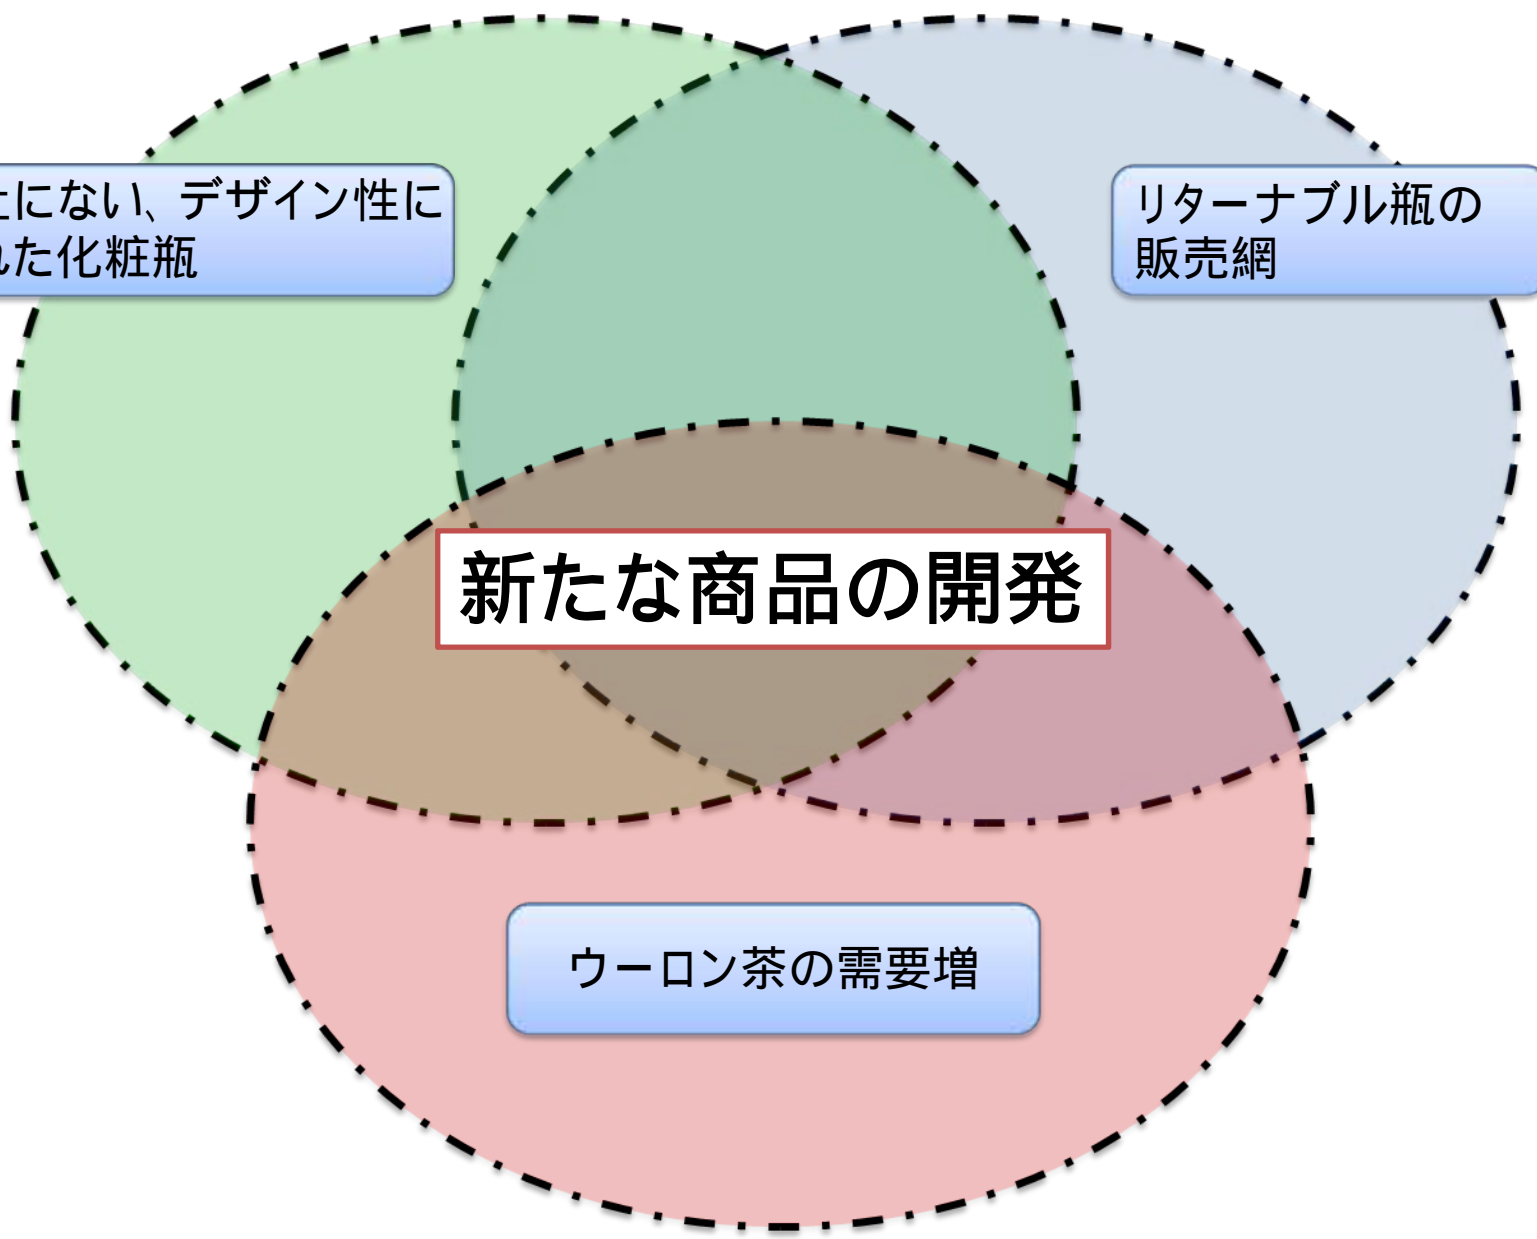 にない、デザイン性に
た化粧瓶
リターナブル瓶の
販売網
新たな商品の開発
ウーロン茶の需要増